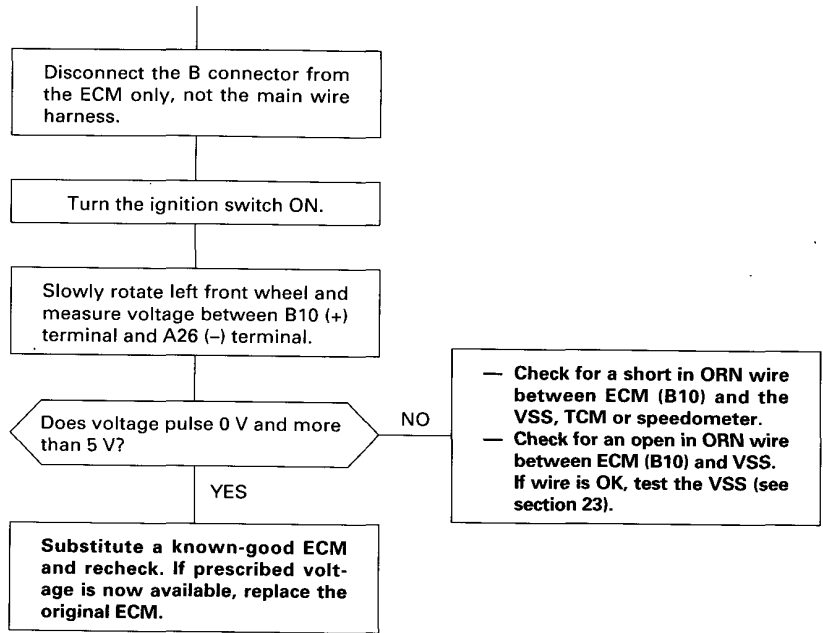 Disconnect the B connector from
the ECM only, not the main wire
harness.
Turn the ignition switch ON.
Slowly rotate left front wheel and
measure voltage between B10 (+)
terminal and A26 (–) terminal.
Does voltage pulse 0 V and more
than 5 V?
NO
— Check for a short in ORN wire
between ECM (B10) and the
VSS, TCM or speedometer.
— Check for an open in ORN wire
between ECM (B10) and VSS.
If wire is OK, test the VSS (see
section 23).
YES
Substitute a known-good ECM
and recheck. If prescribed volt-
age is now available, replace the
original ECM.